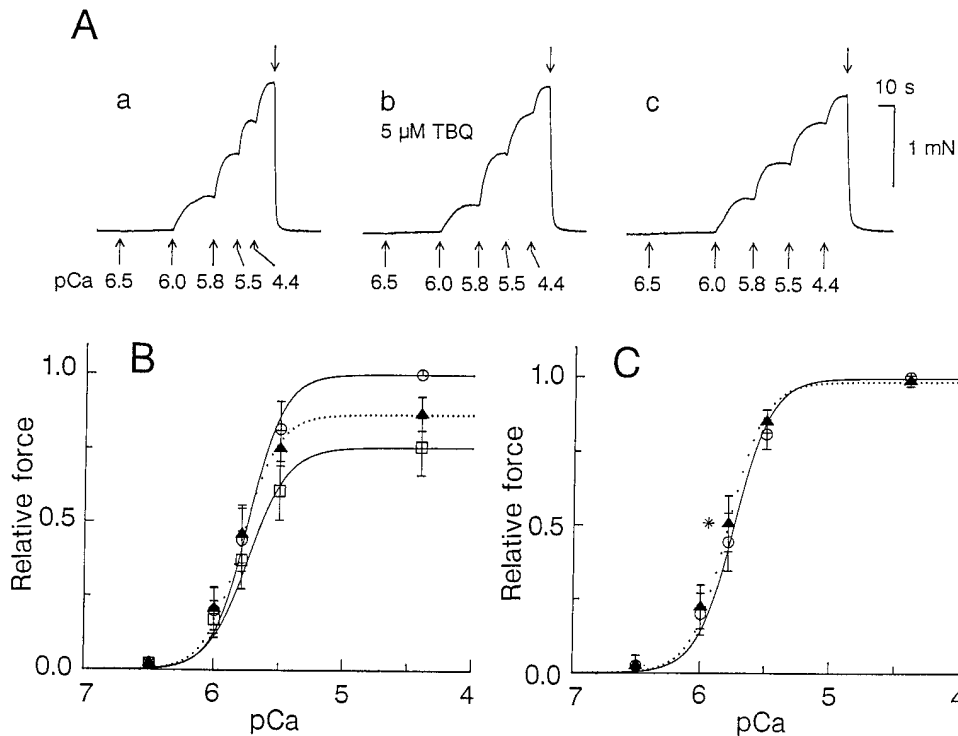 A
a
b
c
5 µM TBQ
10 s
1 mN
pCa 6.5 6.0 5.8 5.5 4.4
6.5 6.0 5.8 5.5 4.4
6.5 6.0 5.8 5.5 4.4
B
Relative force
1.0
0.5
0.0
7 6 5 4
pCa
C
Relative force
1.0
0.5
0.0
*
7 6 5 4
pCa